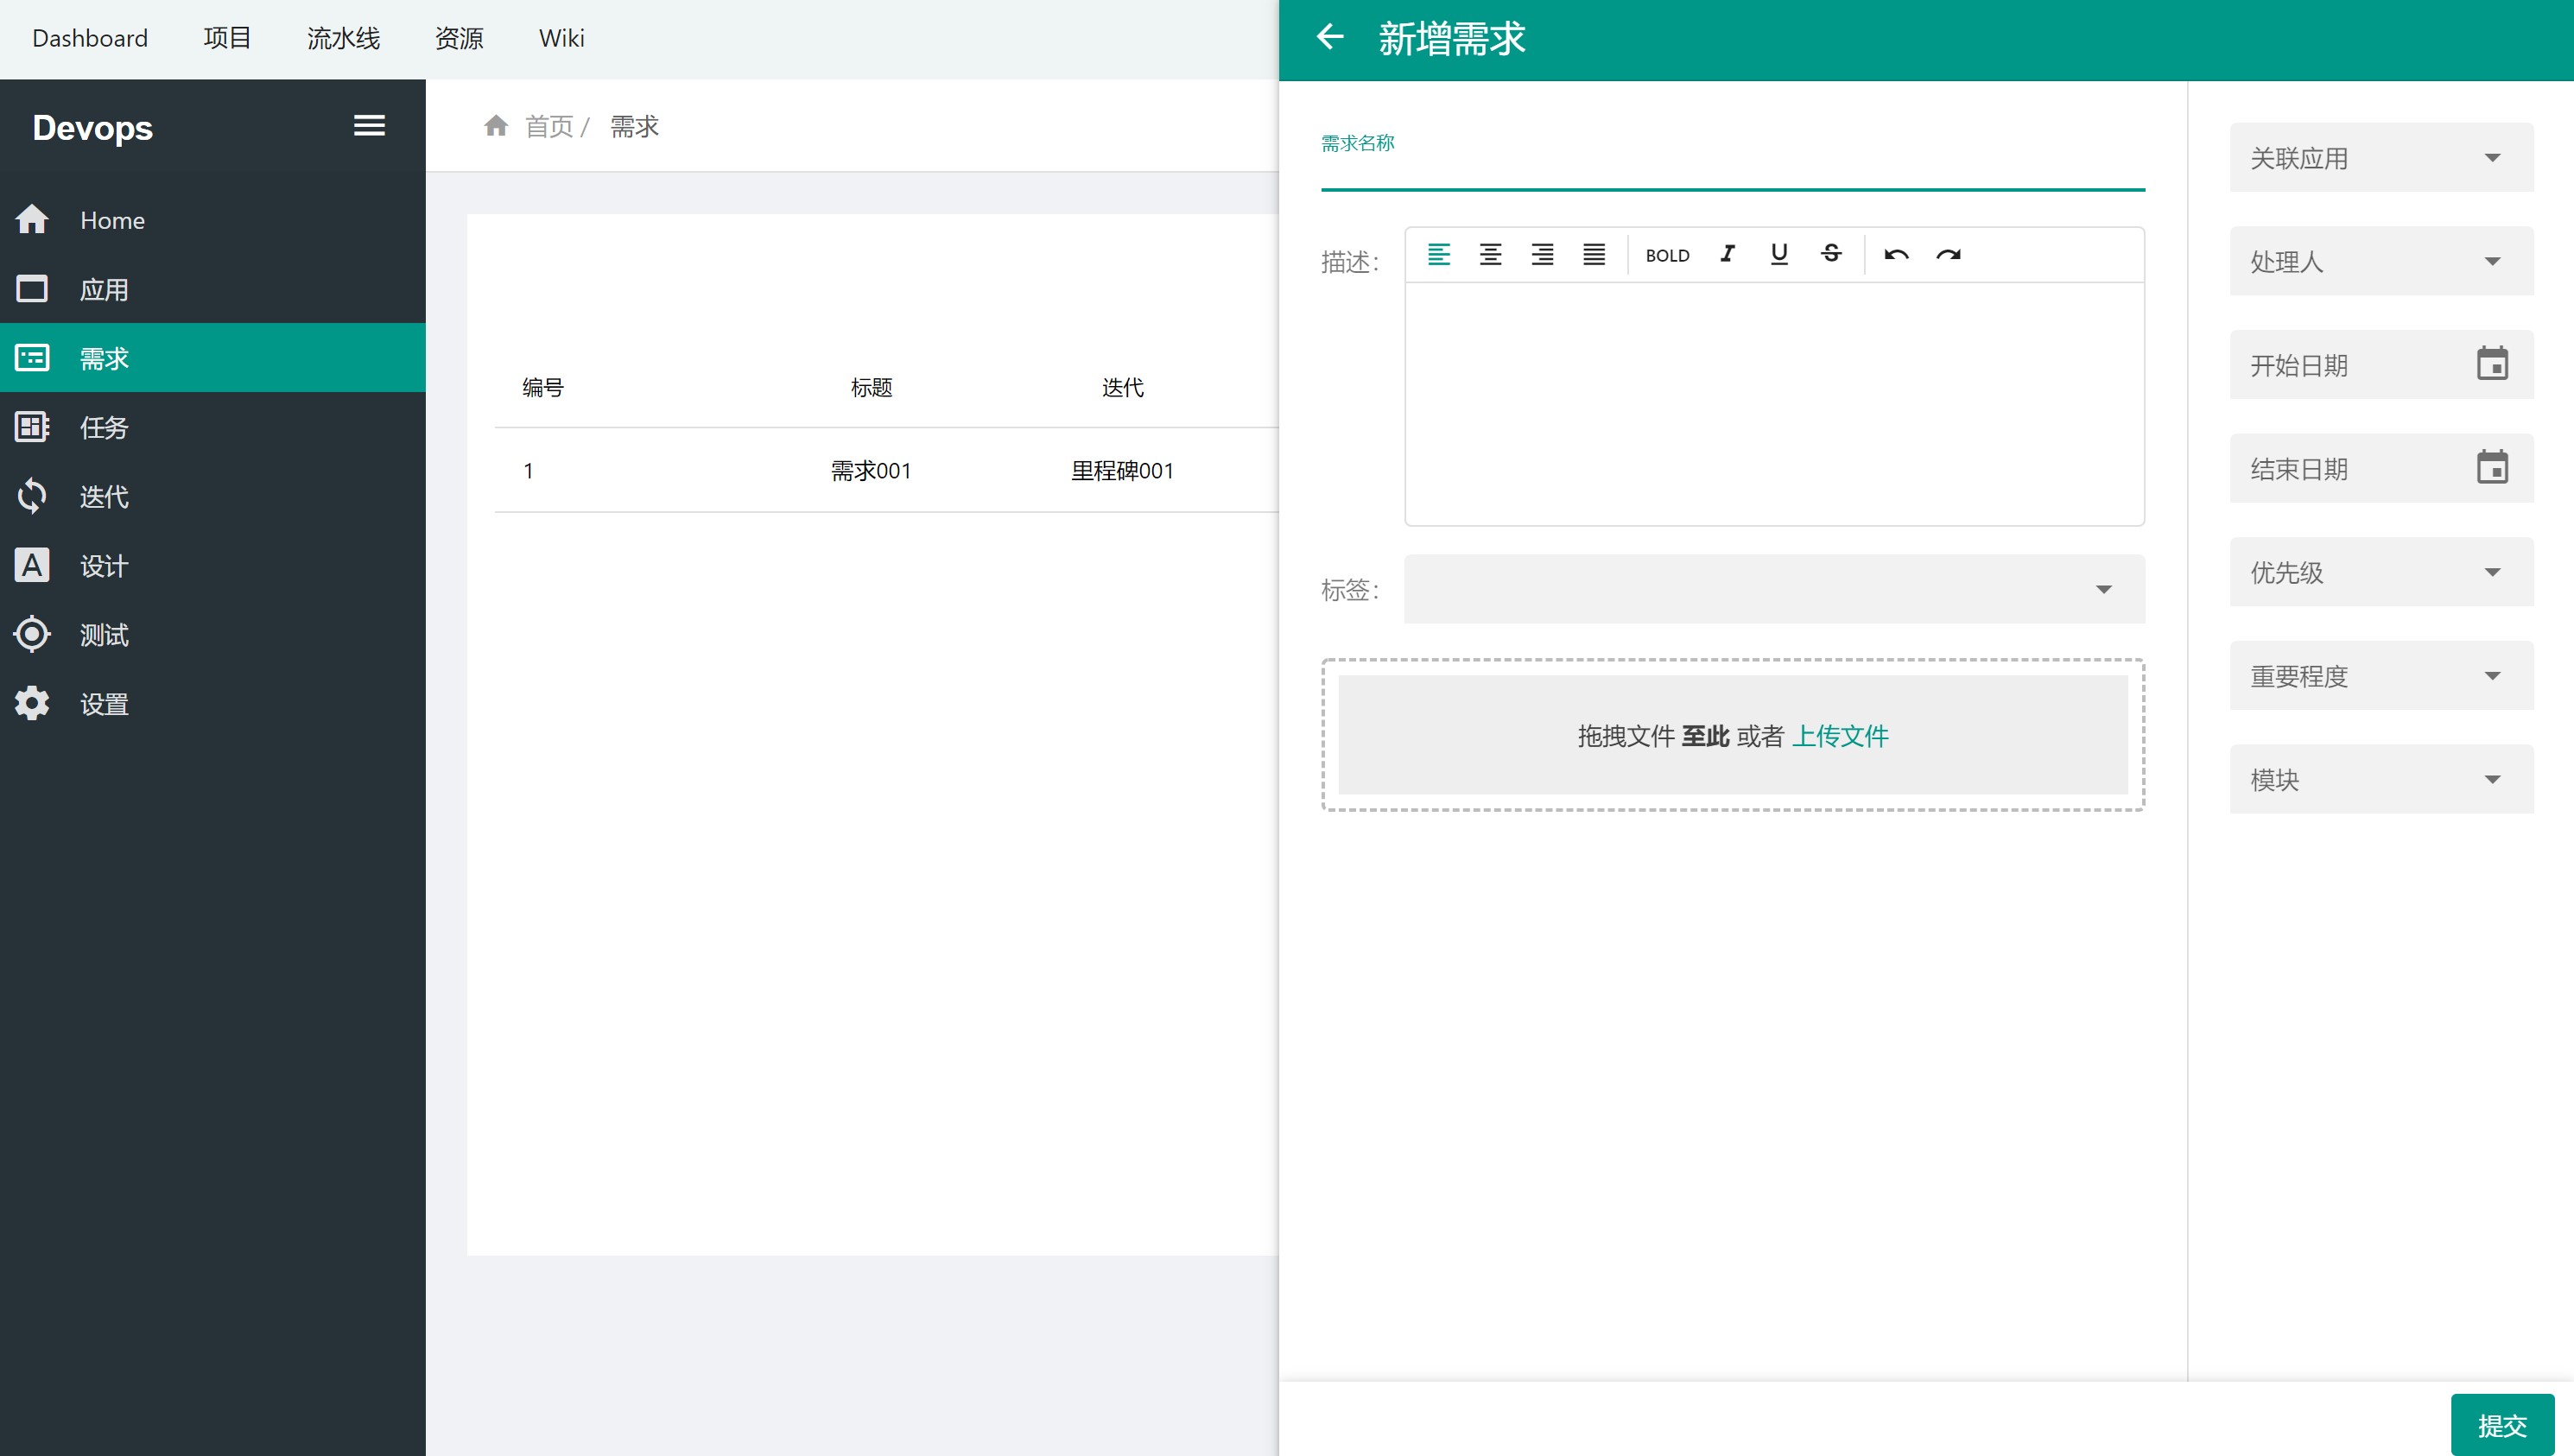 Dashboard 项目 流水线 资源 Wiki
Devops
Home
应用
需求
任务
迭代
设计
测试
设置
首页 / 需求
编号 标题 迭代
1 需求001 里程碑001
新增需求
需求名称
描述：
BOLD
标签：
拖拽文件 至此 或者 上传文件
关联应用
处理人
开始日期
结束日期
优先级
重要程度
模块
提交